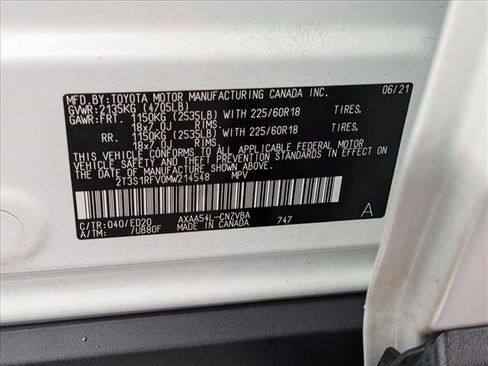 MFD.BY:TOYOTA MOTOR MANUFACTURING CANADA INC. 06/21
GVWR:2135KG (4705LB)
GAWR:FRT. 1150KG (2535LB) WITH 225/60R18 TIRES,
18x7.0J RIMS
RR. 1150KG (2535LB) WITH 225/60R18 TIRES,
18x7.0J RIMS
THIS VEHICLE CONFORMS TO ALL APPLICABLE FEDERAL MOTOR
VEHICLE SAFETY AND THEFT PREVENTION STANDARDS IN EFFECT ON
THE DATE OF MANUFACTURE SHOWN ABOVE.
2T3S1RFV0MW214548 MPV
C/TR:040/ED20 AXAA54L-CNZVBA 747 A
A/TM: 7UB80F MADE IN CANADA